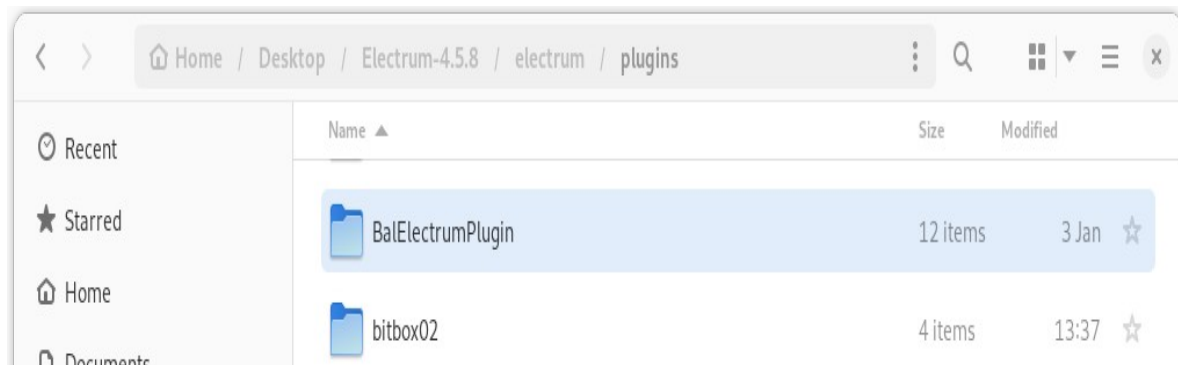 Home / Desktop / Electrum-4.5.8 / electrum / plugins
Name Size Modified
Recent
Starred
BalElectrumPlugin 12 items 3 Jan
Home
bitbox02 4 items 13:37
Documents